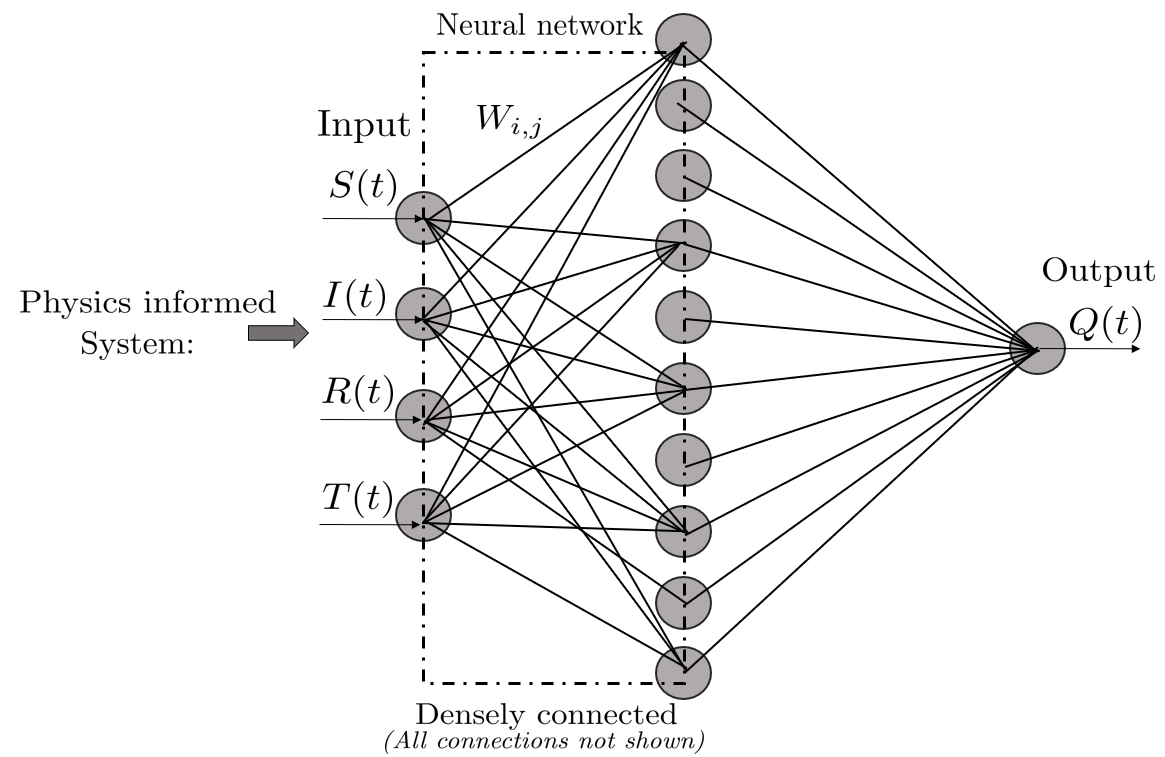 Neural network
Input
W_{i,j}
S(t)
I(t)
Physics informed
System:
R(t)
T(t)
Output
Q(t)
Densely connected
(All connections not shown)